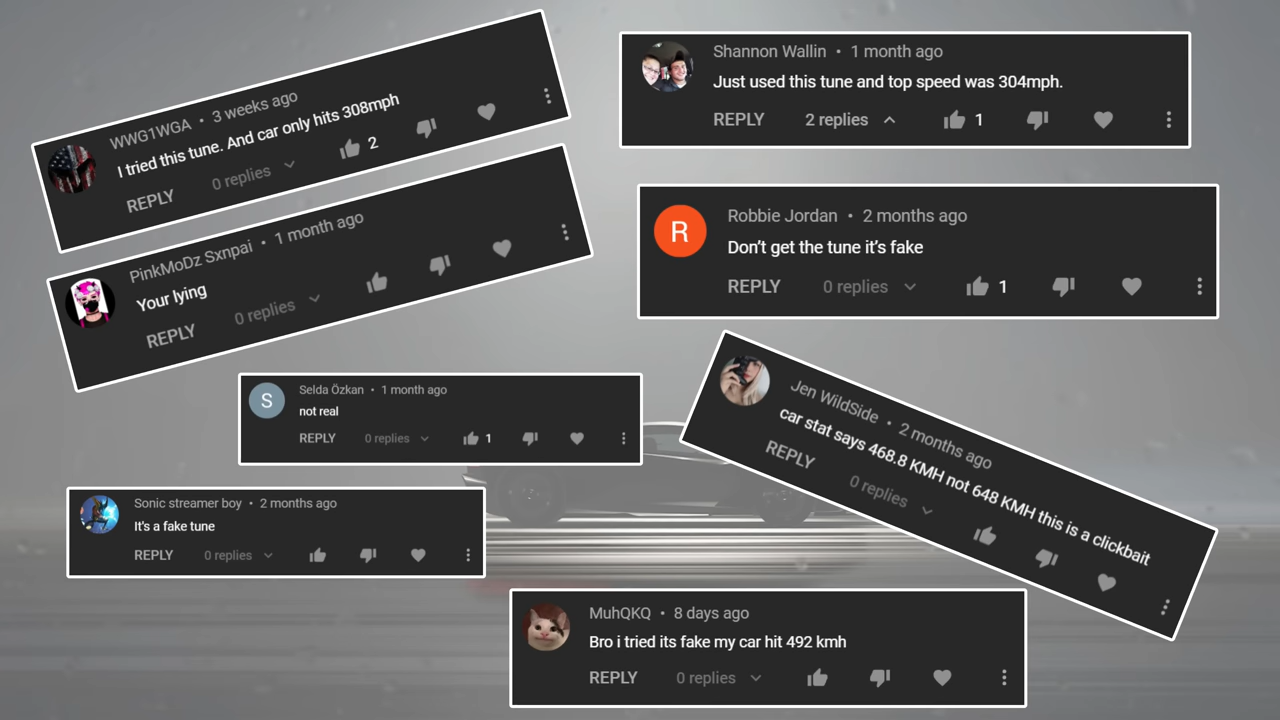 WWG1WGA • 3 weeks ago
I tried this tune. And car only hits 308mph
REPLY 0 replies 2
PinkMoDz Sxnpai • 1 month ago
Your lying
REPLY 0 replies
Selda Özkan • 1 month ago
not real
REPLY 0 replies 1
S
Sonic streamer boy • 2 months ago
It's a fake tune
REPLY 0 replies
Shannon Wallin • 1 month ago
Just used this tune and top speed was 304mph.
REPLY 2 replies 1
R
Robbie Jordan • 2 months ago
Don’t get the tune it’s fake
REPLY 0 replies 1
Jen WildSide • 2 months ago
car stat says 468.8 KMH not 648 KMH this is a clickbait
REPLY 0 replies
MuhQKQ • 8 days ago
Bro i tried its fake my car hit 492 kmh
REPLY 0 replies